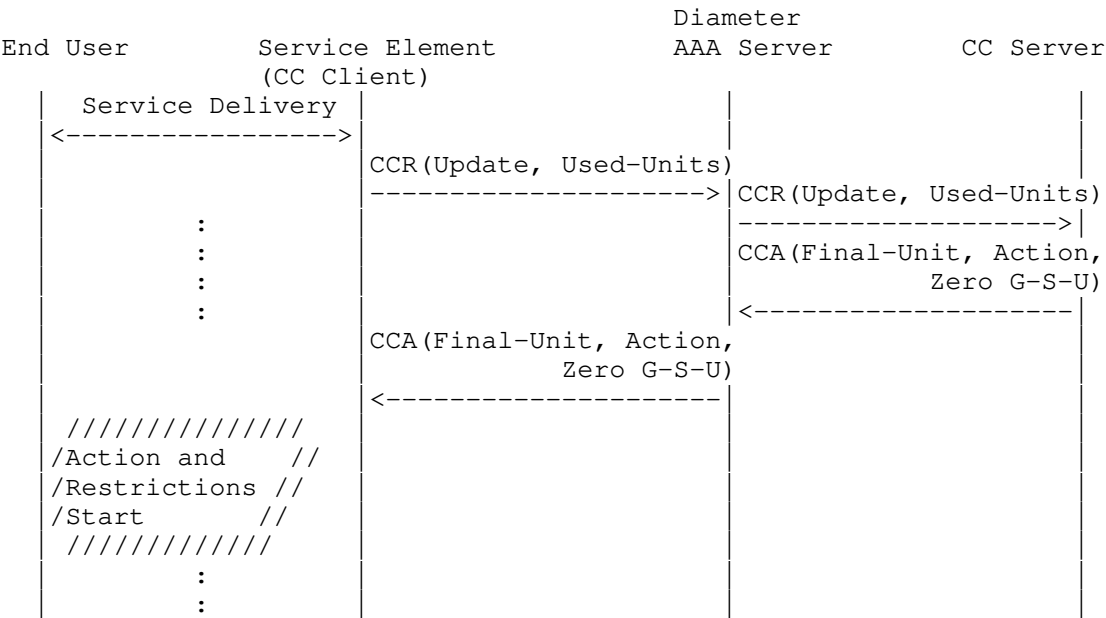 Diameter
End User Service Element AAA Server CC Server
(CC Client)
Service Delivery
CCR(Update, Used-Units)
CCR(Update, Used-Units)
CCA(Final-Unit, Action,
Zero G-S-U)
CCA(Final-Unit, Action,
Zero G-S-U)
/Action and //
/Restrictions //
/Start //